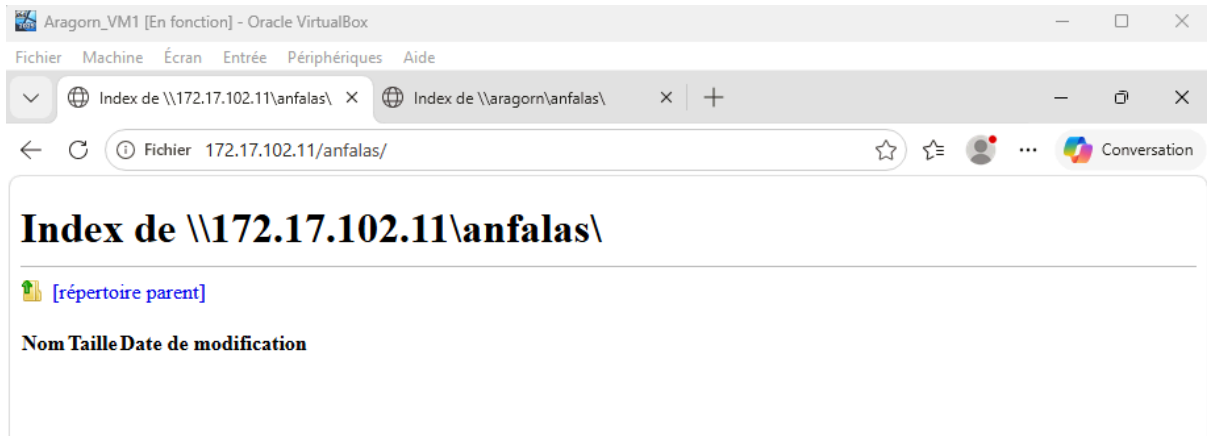 Aragorn_VM1 [En fonction] - Oracle VirtualBox
Fichier Machine Écran Entrée Périphériques Aide
Index de \\172.17.102.11\anfalas\ Index de \\aragorn\anfalas\
Fichier 172.17.102.11/anfalas/ Conversation
Index de \\172.17.102.11\anfalas\
[répertoire parent]
Nom Taille Date de modification